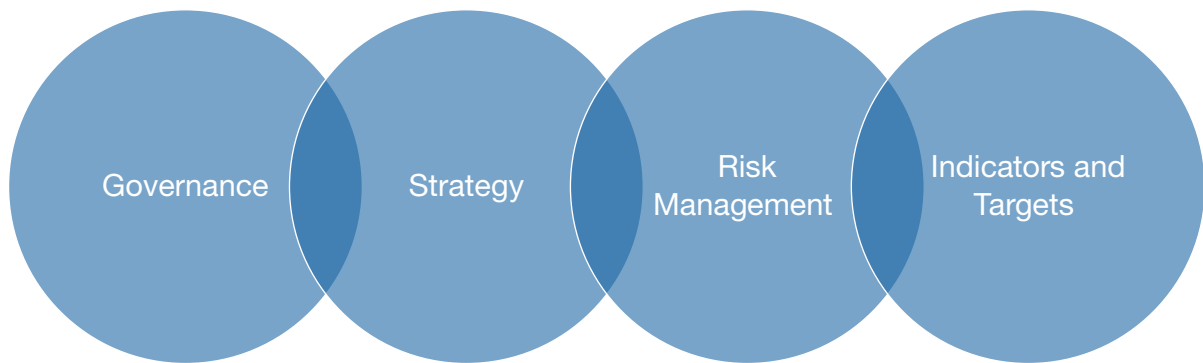 Governance
Strategy
Risk
Management
Indicators and
Targets